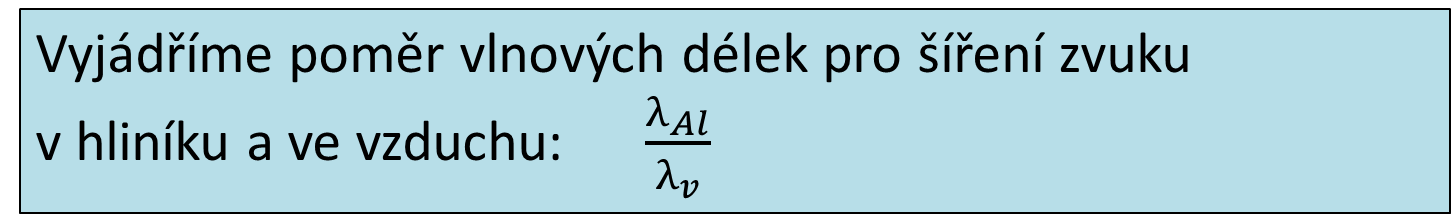 Vyjádříme poměr vlnových délek pro šíření zvuku
v hliníku a ve vzduchu: λ_Al / λ_v